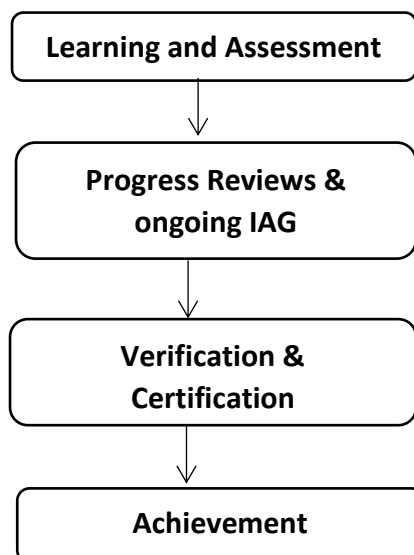 Learning and Assessment
Progress Reviews &
ongoing IAG
Verification &
Certification
Achievement